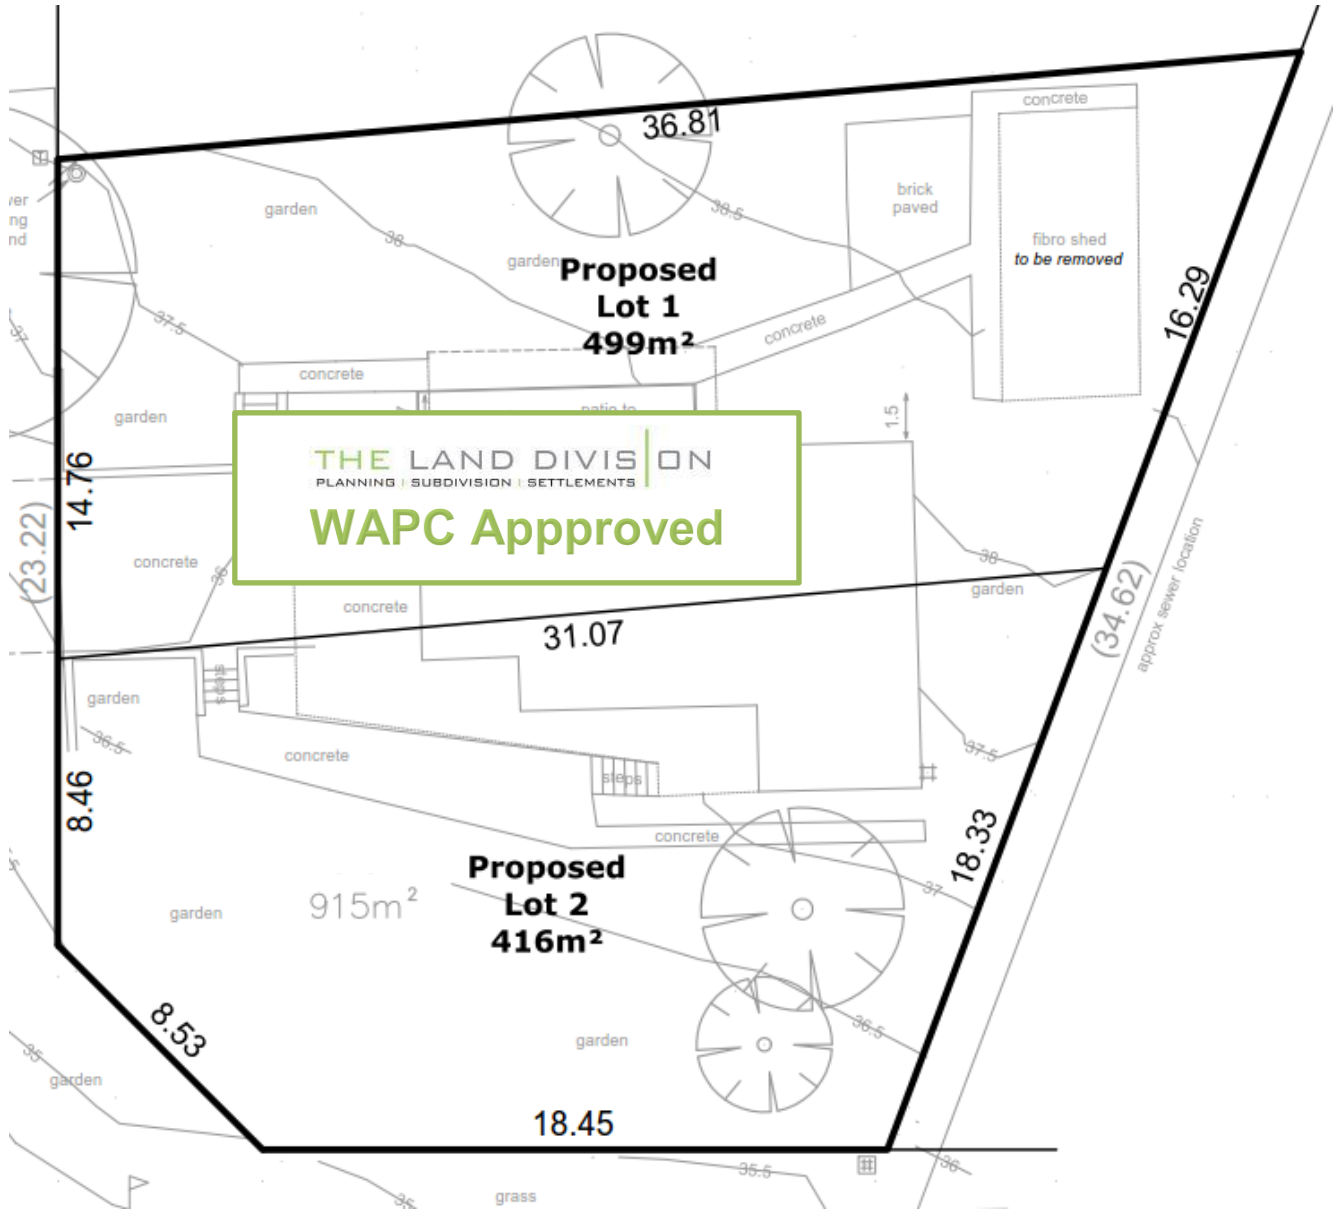 concrete
36.81
brick
paved
garden
38.5
fibro shed
to be removed
38
garden
Proposed
Lot 1
499m²
16.29
37.5
37
concrete
concrete
garden
1.5
THE LAND DIVISION
PLANNING | SUBDIVISION | SETTLEMENTS
WAPC Appproved
14.76
(23.22)
concrete
36
38
garden
concrete
31.07
(34.62)
approx sewer location
garden
steps
36.5
concrete
37.5
steps
8.46
concrete
18.33
Proposed
Lot 2
416m²
915m²
garden
37
8.53
36.5
garden
35
garden
18.45
35.5
36
35
grass